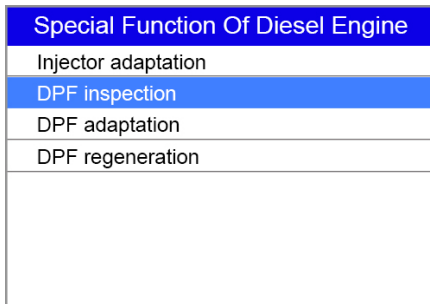 Special Function Of Diesel Engine
Injector adaptation
DPF inspection
DPF adaptation
DPF regeneration